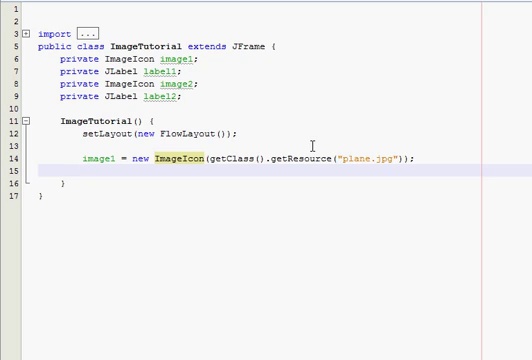 1
2
3 import ...
5 public class ImageTutorial extends JFrame {
6 private ImageIcon image1;
7 private JLabel label1;
8 private ImageIcon image2;
9 private JLabel label2;
10
11 ImageTutorial() {
12 setLayout(new FlowLayout());
13
14 image1 = new ImageIcon(getClass().getResource("plane.jpg"));
15
16 }
17 }